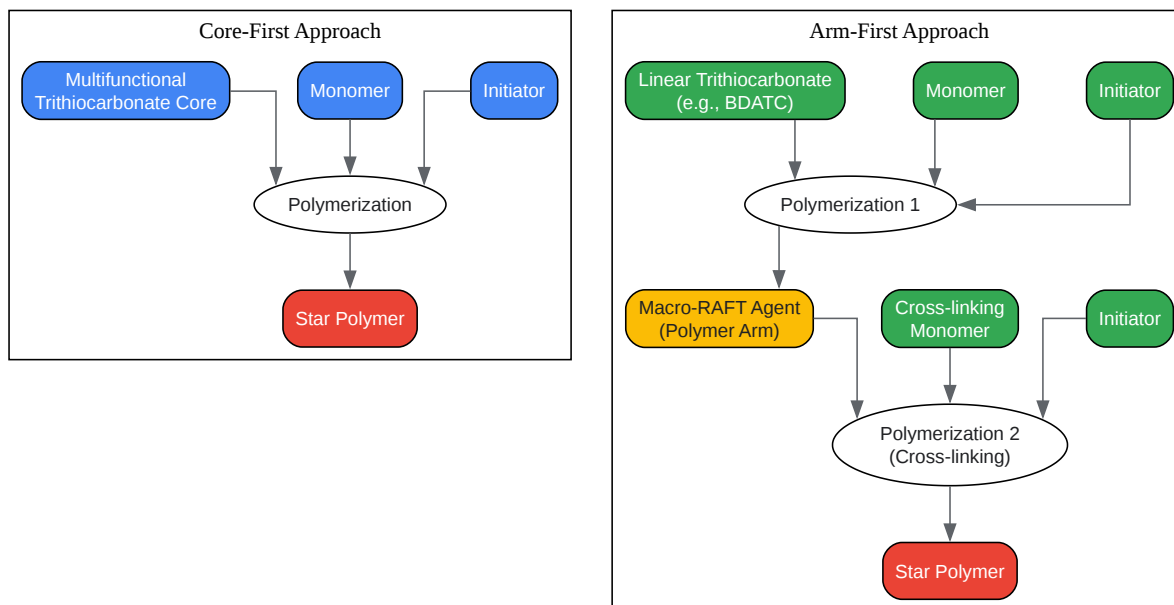 Core-First Approach
Multifunctional
Trithiocarbonate Core
Monomer
Initiator
Polymerization
Star Polymer
Arm-First Approach
Linear Trithiocarbonate
(e.g., BDATC)
Monomer
Initiator
Polymerization 1
Macro-RAFT Agent
(Polymer Arm)
Cross-linking
Monomer
Initiator
Polymerization 2
(Cross-linking)
Star Polymer